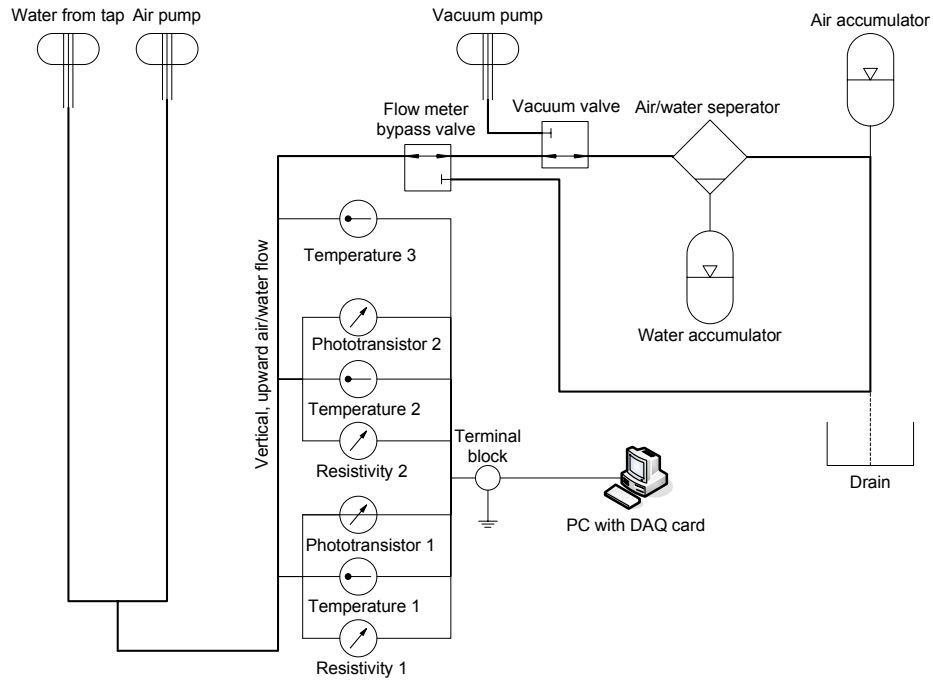 Water from tap
Air pump
Vacuum pump
Air accumulator
Flow meter
bypass valve
Vacuum valve
Air/water seperator
Temperature 3
Vertical, upward air/water flow
Phototransistor 2
Water accumulator
Temperature 2
Resistivity 2
Terminal
block
Drain
PC with DAQ card
Phototransistor 1
Temperature 1
Resistivity 1